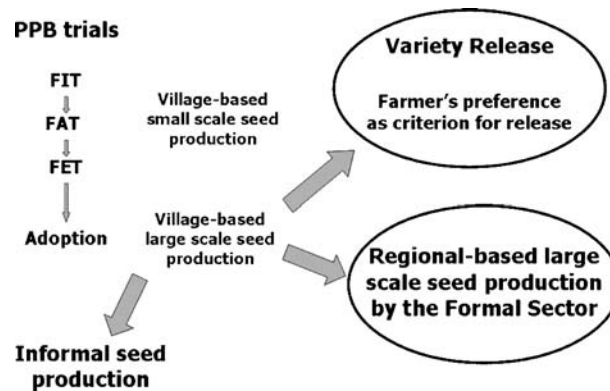 PPB trials
FIT
FAT
FET
Adoption
Village-based
small scale seed
production
Village-based
large scale seed
production
Informal seed
production
Variety Release
Farmer's preference
as criterion for release
Regional-based large
scale seed production
by the Formal Sector